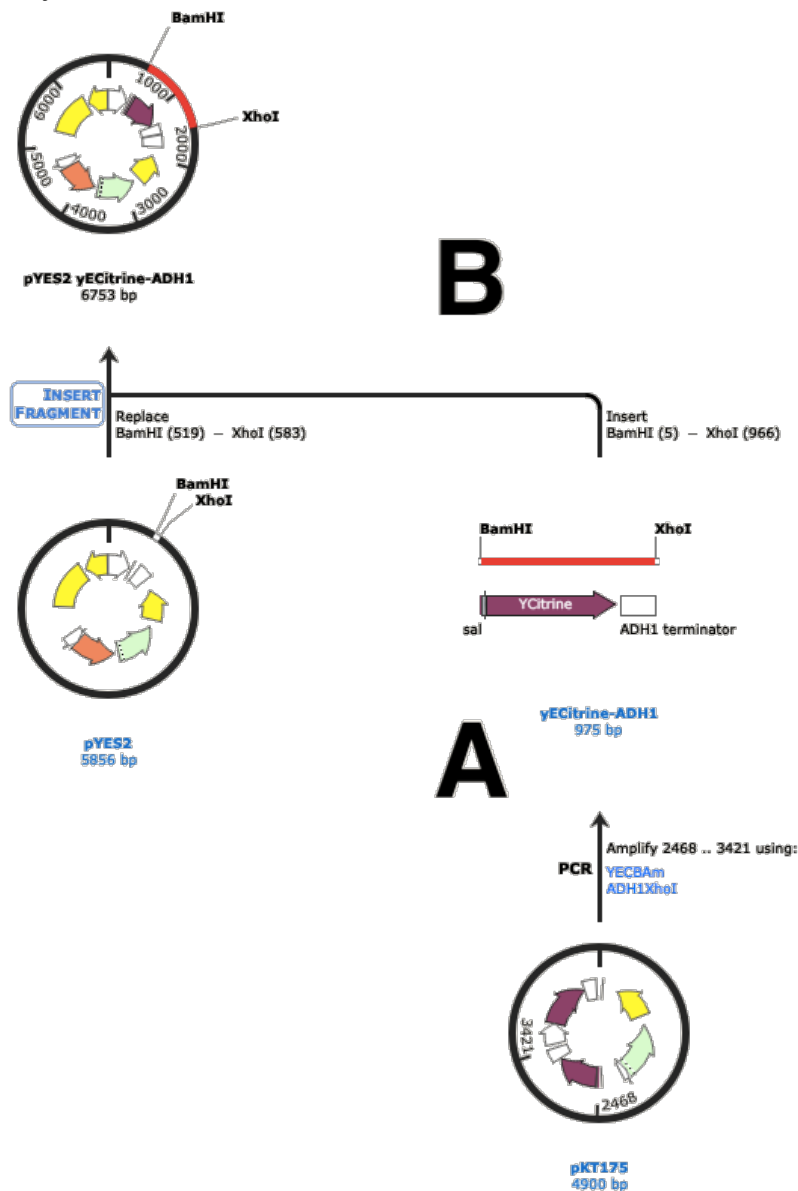 BamHI
XhoI
1000
2000
3000
4000
5000
6000
pYES2 yECitrine-ADH1
6753 bp
B
INSERT
FRAGMENT
Replace
BamHI (519) – XhoI (583)
Insert
BamHI (5) – XhoI (966)
BamHI
XhoI
pYES2
5856 bp
BamHI XhoI
YCitrine
sal ADH1 terminator
yECitrine-ADH1
975 bp
A
PCR
Amplify 2468 .. 3421 using:
YECBAm
ADH1XhoI
3421
2468
pKT175
4900 bp